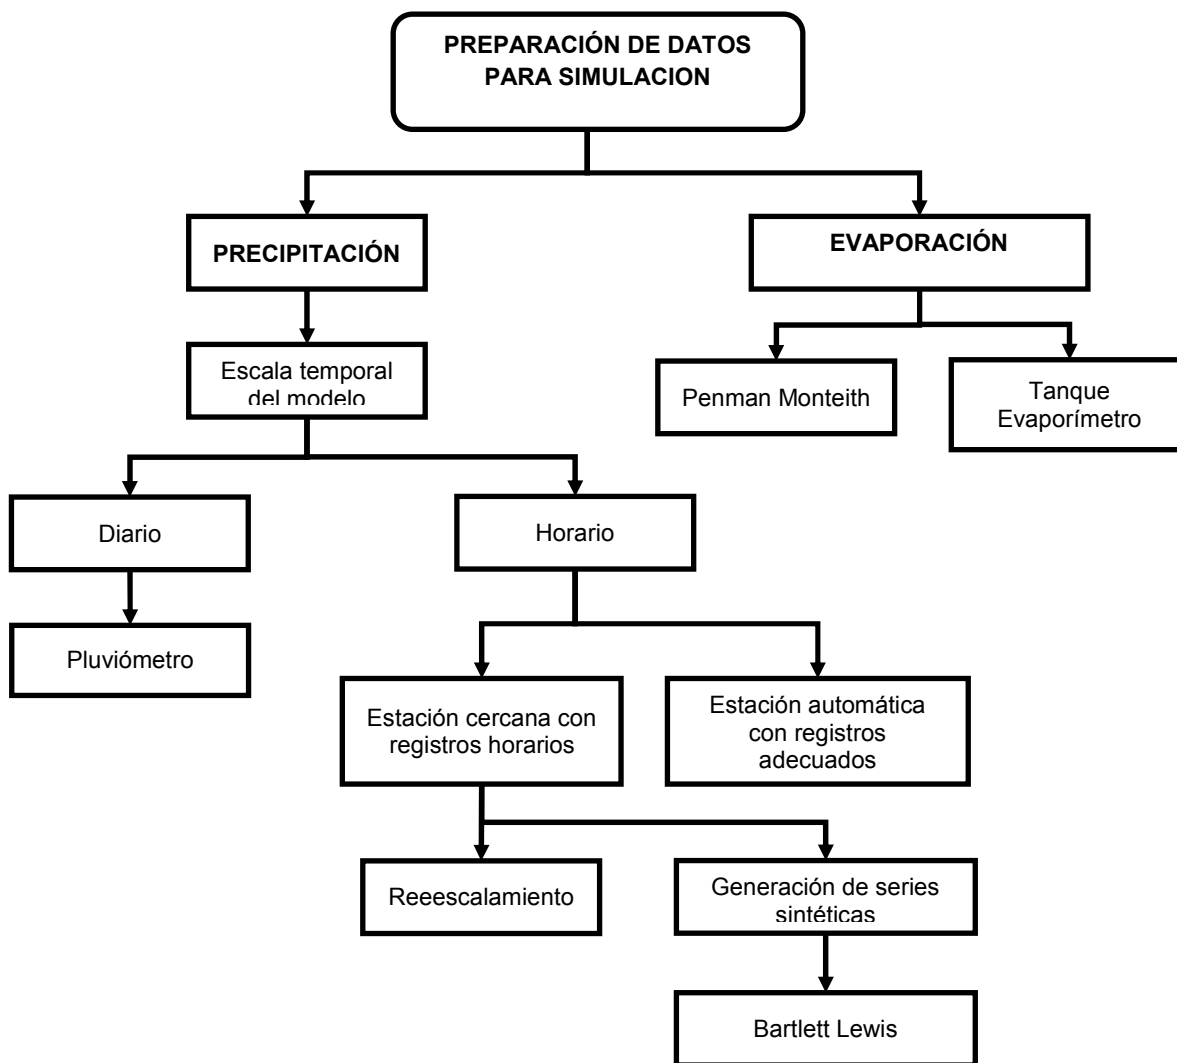 PREPARACIÓN DE DATOS
PARA SIMULACION
PRECIPITACIÓN
EVAPORACIÓN
Escala temporal
del modelo
Penman Monteith
Tanque
Evaporímetro
Diario
Horario
Pluviómetro
Estación cercana con
registros horarios
Estación automática
con registros
adecuados
Reeescalamiento
Generación de series
sintéticas
Bartlett Lewis